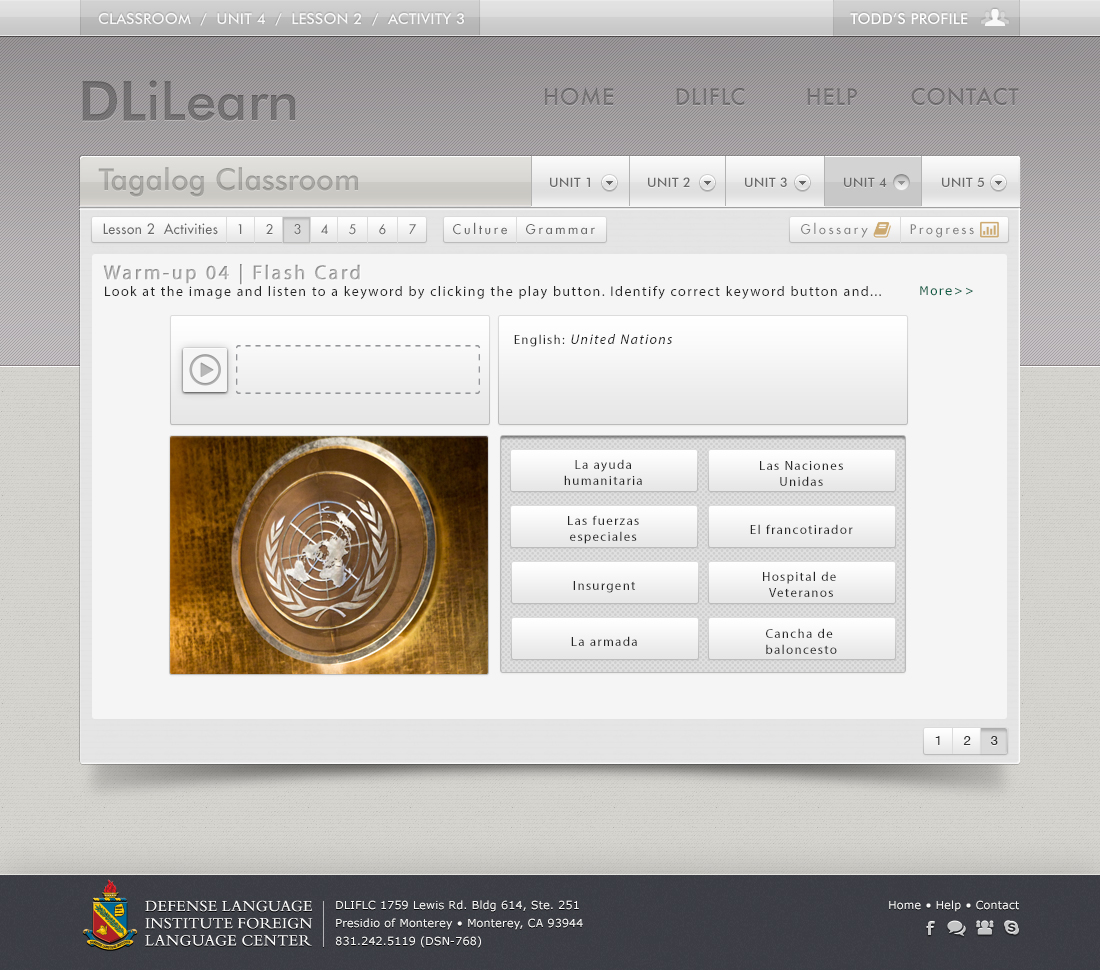 CLASSROOM / UNIT 4 / LESSON 2 / ACTIVITY 3
TODD'S PROFILE
DLiLearn
HOME
DLIFLC
HELP
CONTACT
Tagalog Classroom
UNIT 1
UNIT 2
UNIT 3
UNIT 4
UNIT 5
Lesson 2 Activities 1 2 3 4 5 6 7
Culture
Grammar
Glossary
Progress
Warm-up 04 | Flash Card
Look at the image and listen to a keyword by clicking the play button. Identify correct keyword button and...
More>>
English: United Nations
La ayuda
humanitaria
Las Naciones
Unidas
Las fuerzas
especiales
El francotirador
Insurgent
Hospital de
Veteranos
La armada
Cancha de
baloncesto
1 2 3
DEFENSE LANGUAGE
INSTITUTE FOREIGN
LANGUAGE CENTER
DLIFLC 1759 Lewis Rd. Bldg 614, Ste. 251
Presidio of Monterey • Monterey, CA 93944
831.242.5119 (DSN-768)
Home • Help • Contact